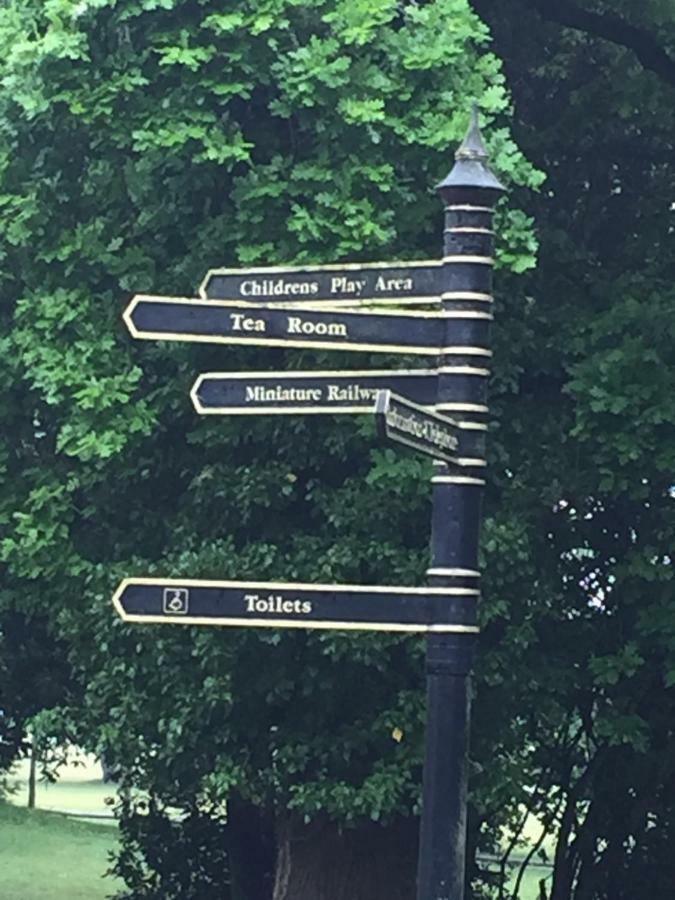 Childrens Play Area
Tea Room
Miniature Railway
Toilets